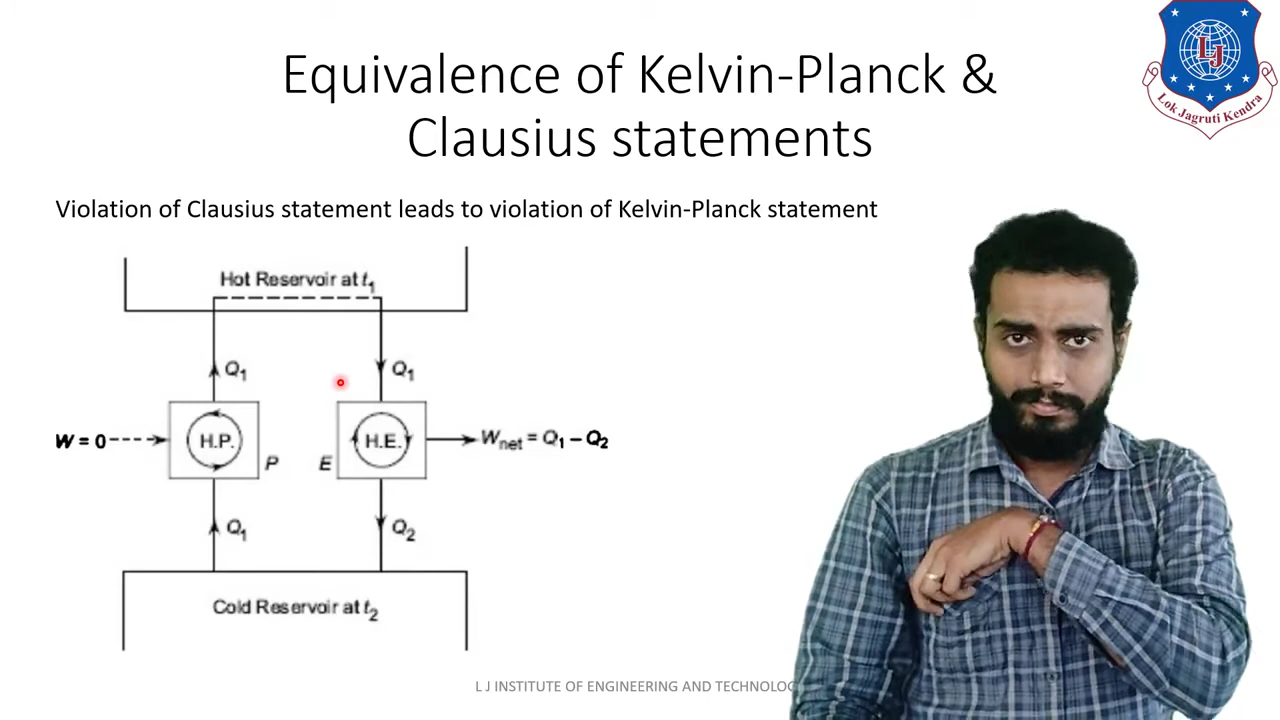 Equivalence of Kelvin-Planck &
Clausius statements
LJ
Lok Jagruti Kendra
Violation of Clausius statement leads to violation of Kelvin-Planck statement
Hot Reservoir at t₁
Q₁
Q₁
W = 0
H.P.
P
E
H.E.
Wnet = Q₁ – Q₂
Q₁
Q₂
Cold Reservoir at t₂
L J INSTITUTE OF ENGINEERING AND TECHNOLOG